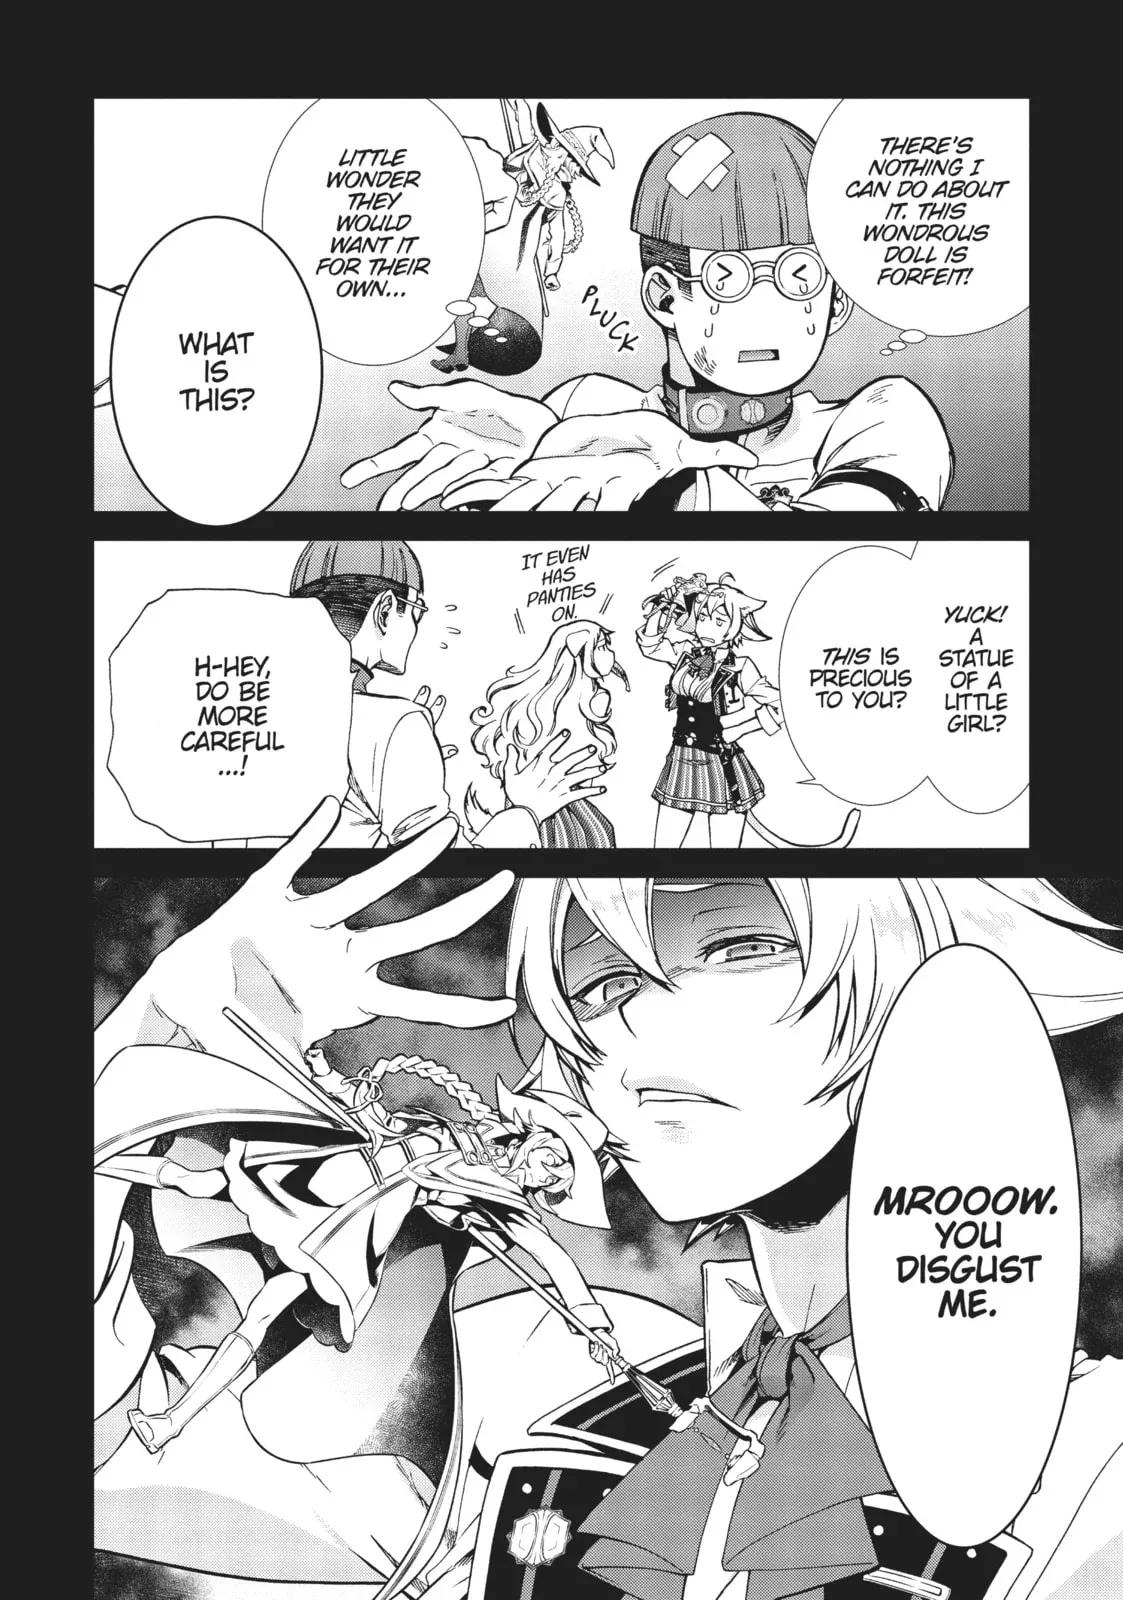 THERE'S
NOTHING I
CAN DO ABOUT
IT. THIS
WONDROUS
DOLL IS
FORFEIT!
LITTLE
WONDER
THEY
WOULD
WANT IT
FOR THEIR
OWN...
PLUCK
WHAT
IS
THIS?
YUCK!
A
STATUE
OF A
LITTLE
GIRL?
THIS IS
PRECIOUS
TO YOU?
IT EVEN
HAS
PANTIES
ON.
H-HEY,
DO BE
MORE
CAREFUL
...!
MROOOW.
YOU
DISGUST
ME.